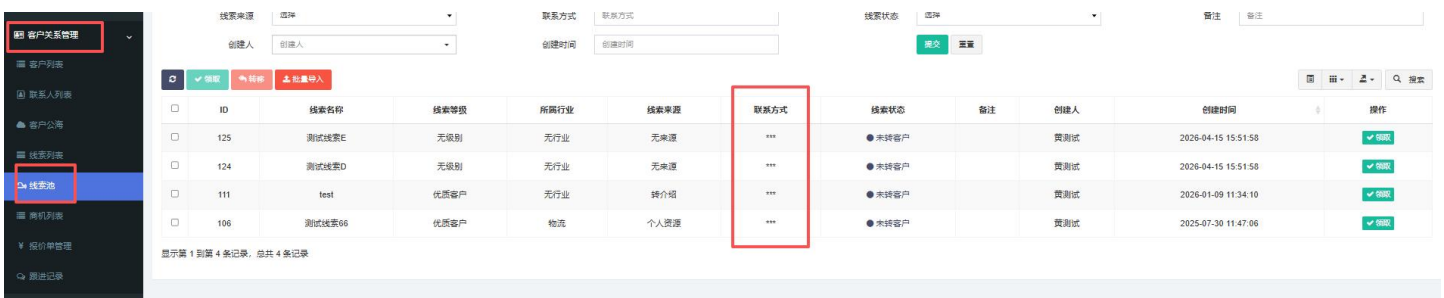 线索来源 选择 联系方式 联系方式 线索状态 选择 备注 备注
客户关系管理
创建人 创建人 创建时间 创建时间 提交 重置
客户列表
领取 转移 批量导入 搜索
联系人列表
ID 线索名称 线索等级 所属行业 线索来源 联系方式 线索状态 备注 创建人 创建时间 操作
客户公海
125 测试线索E 无级别 无行业 无来源 *** 未转客户 黄测试 2026-04-15 15:51:58 领取
线索列表
124 测试线索D 无级别 无行业 无来源 *** 未转客户 黄测试 2026-04-15 15:51:58 领取
线索池
111 test 优质客户 无行业 转介绍 *** 未转客户 黄测试 2026-01-09 11:34:10 领取
商机列表
106 测试线索66 优质客户 物流 个人资源 *** 未转客户 黄测试 2025-07-30 11:47:06 领取
¥ 报价单管理
显示第 1 到第 4 条记录，总共 4 条记录
跟进记录